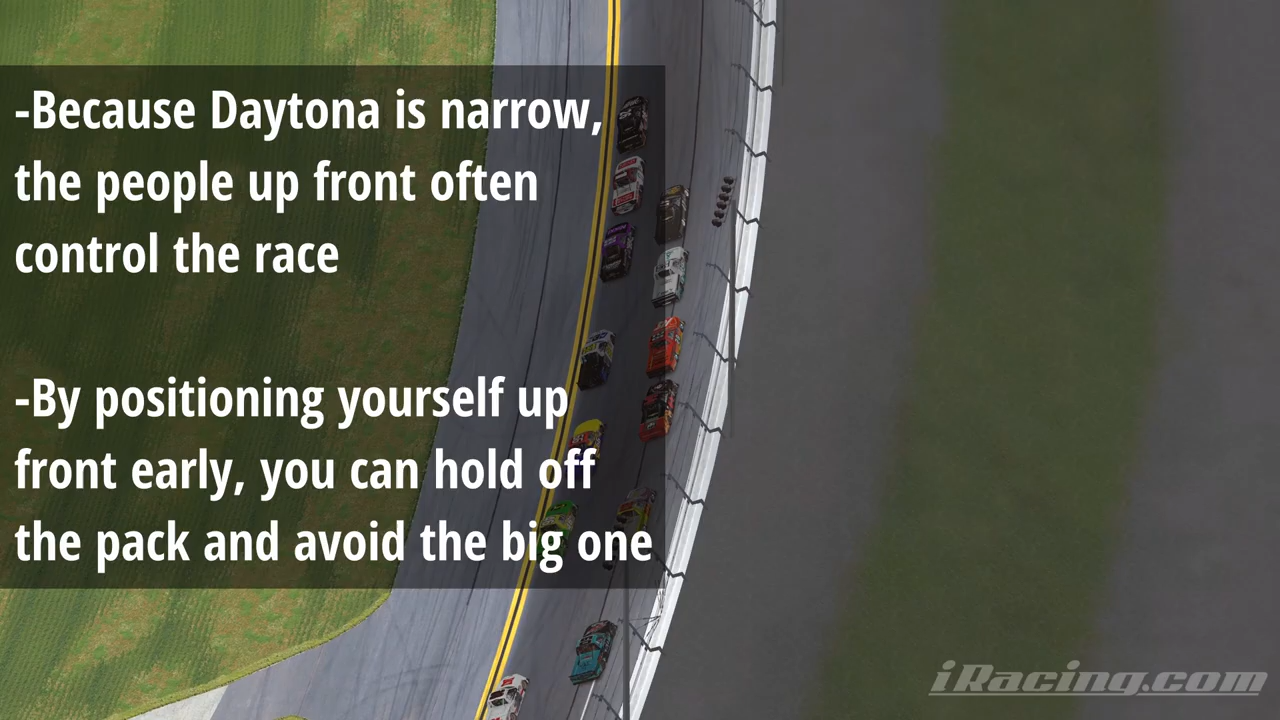 -Because Daytona is narrow,
the people up front often
control the race
-By positioning yourself up
front early, you can hold off
the pack and avoid the big one
iRacing.com